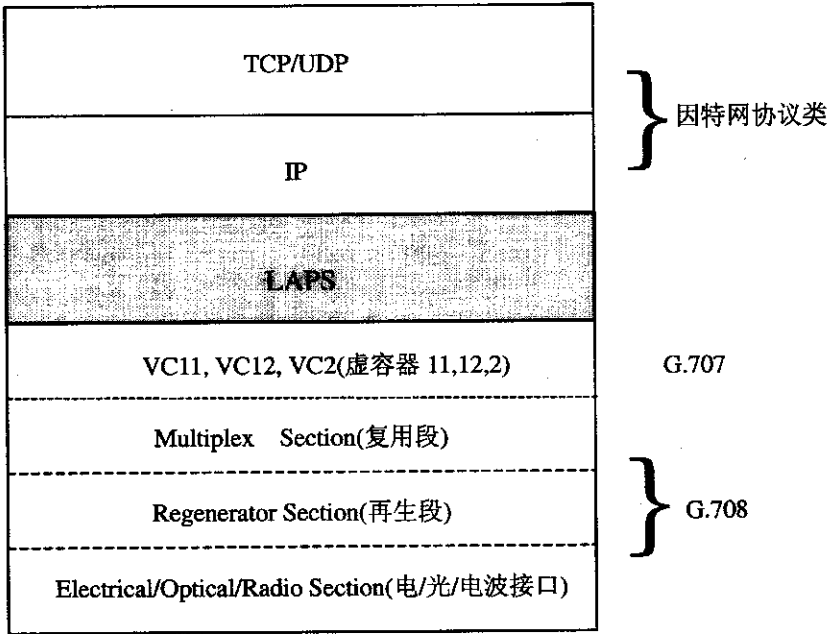 TCP/UDP
因特网协议类
IP
LAPS
VC11, VC12, VC2(虚容器 11,12,2)
G.707
Multiplex Section(复用段)
Regenerator Section(再生段)
G.708
Electrical/Optical/Radio Section(电/光/电波接口)